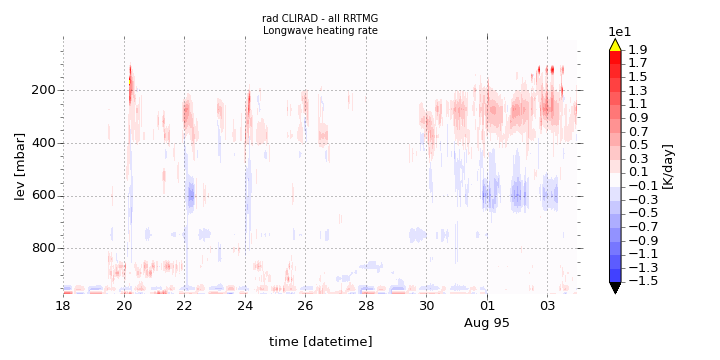 rad CLIRAD - all RRTMG
Longwave heating rate
1e1
1.9
1.7
1.5
1.3
1.1
0.9
0.7
0.5
0.3
0.1
−0.1
−0.3
−0.5
−0.7
−0.9
−1.1
−1.3
−1.5
[K/day]
lev [mbar]
200
400
600
800
18 20 22 24 26 28 30 01 03
Aug 95
time [datetime]